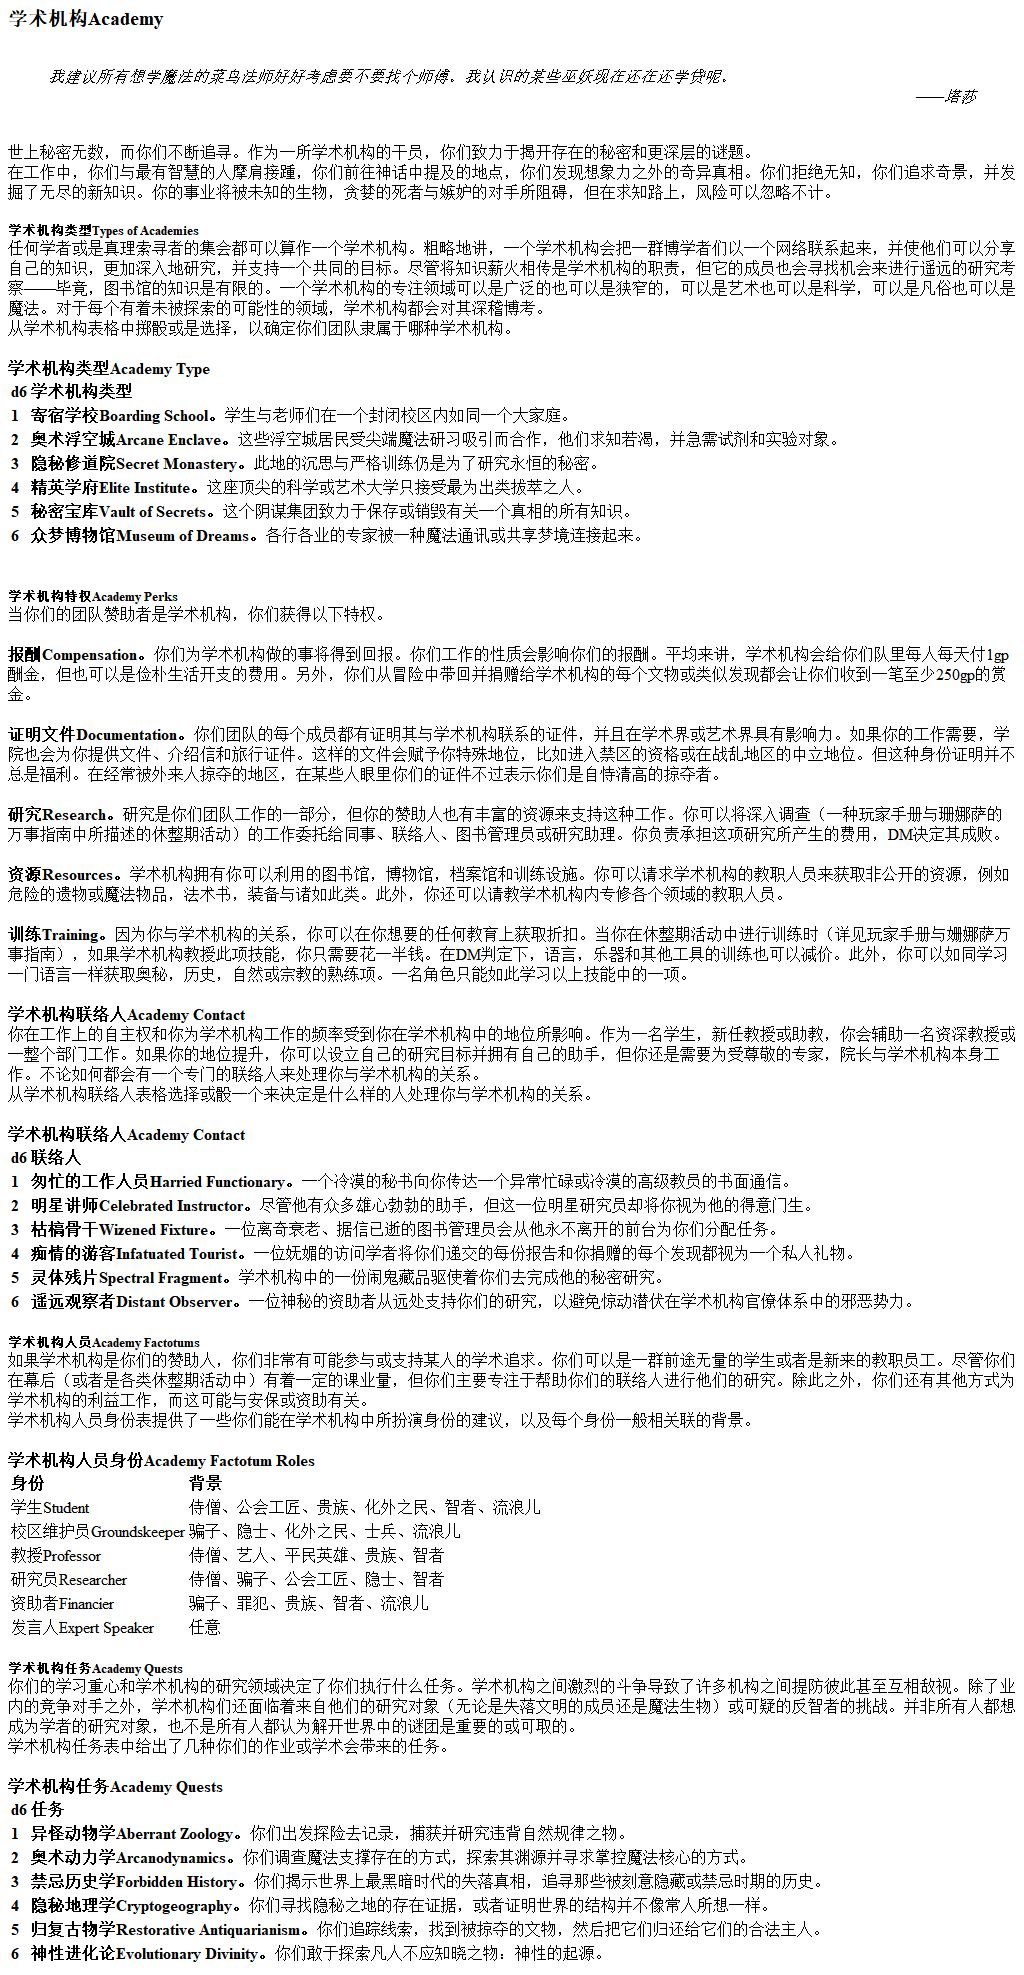 学术机构Academy
我建议所有想学魔法的菜鸟法师好好考虑要不要找个师傅。我认识的某些巫妖现在还在还学贷呢。
——塔莎
世上秘密无数，而你们不断追寻。作为一所学术机构的干员，你们致力于揭开存在的秘密和更深层的谜题。
在工作中，你们与最有智慧的人摩肩接踵，你们前往神话中提及的地点，你们发现想象力之外的奇异真相。你们拒绝无知，你们追求奇景，并发
掘了无尽的新知识。你的事业将被未知的生物，贪婪的死者与嫉妒的对手所阻碍，但在求知路上，风险可以忽略不计。
学术机构类型Types of Academies
任何学者或是真理索寻者的集会都可以算作一个学术机构。粗略地讲，一个学术机构会把一群博学者们以一个网络联系起来，并使他们可以分享
自己的知识，更加深入地研究，并支持一个共同的目标。尽管将知识薪火相传是学术机构的职责，但它的成员也会寻找机会来进行遥远的研究考
察——毕竟，图书馆的知识是有限的。一个学术机构的专注领域可以是广泛的也可以是狭窄的，可以是艺术也可以是科学，可以是凡俗也可以是
魔法。对于每个有着未被探索的可能性的领域，学术机构都会对其深稽博考。
从学术机构表格中掷骰或是选择，以确定你们团队隶属于哪种学术机构。
学术机构类型Academy Type
d6 学术机构类型
1 寄宿学校Boarding School。学生与老师们在一个封闭校区内如同一个大家庭。
2 奥术浮空城Arcane Enclave。这些浮空城居民受尖端魔法研习吸引而合作，他们求知若渴，并急需试剂和实验对象。
3 隐秘修道院Secret Monastery。此地的沉思与严格训练仍是为了研究永恒的秘密。
4 精英学府Elite Institute。这座顶尖的科学或艺术大学只接受最为出类拔萃之人。
5 秘密宝库Vault of Secrets。这个阴谋集团致力于保存或销毁有关一个真相的所有知识。
6 众梦博物馆Museum of Dreams。各行各业的专家被一种魔法通讯或共享梦境连接起来。
学术机构特权Academy Perks
当你们的团队赞助者是学术机构，你们获得以下特权。
报酬Compensation。你们为学术机构做的事将得到回报。你们工作的性质会影响你们的报酬。平均来讲，学术机构会给你们队里每人每天付1gp
酬金，但也可以是俭朴生活开支的费用。另外，你们从冒险中带回并捐赠给学术机构的每个文物或类似发现都会让你们收到一笔至少250gp的赏
金。
证明文件Documentation。你们团队的每个成员都有证明其与学术机构联系的证件，并且在学术界或艺术界具有影响力。如果你的工作需要，学
院也会为你提供文件、介绍信和旅行证件。这样的文件会赋予你特殊地位，比如进入禁区的资格或在战乱地区的中立地位。但这种身份证明并不
总是福利。在经常被外来人掠夺的地区，在某些人眼里你们的证件不过表示你们是自恃清高的掠夺者。
研究Research。研究是你们团队工作的一部分，但你的赞助人也有丰富的资源来支持这种工作。你可以将深入调查（一种玩家手册与珊娜萨的
万事指南中所描述的休整期活动）的工作委托给同事、联络人、图书管理员或研究助理。你负责承担这项研究所产生的费用，DM决定其成败。
资源Resources。学术机构拥有你可以利用的图书馆，博物馆，档案馆和训练设施。你可以请求学术机构的教职人员来获取非公开的资源，例如
危险的遗物或魔法物品，法术书，装备与诸如此类。此外，你还可以请教学术机构内专修各个领域的教职人员。
训练Training。因为你与学术机构的关系，你可以在你想要的任何教育上获取折扣。当你在休整期活动中进行训练时（详见玩家手册与姗娜萨万
事指南），如果学术机构教授此项技能，你只需要花一半钱。在DM判定下，语言，乐器和其他工具的训练也可以减价。此外，你可以如同学习
一门语言一样获取奥秘，历史，自然或宗教的熟练项。一名角色只能如此学习以上技能中的一项。
学术机构联络人Academy Contact
你在工作上的自主权和你为学术机构工作的频率受到你在学术机构中的地位所影响。作为一名学生，新任教授或助教，你会辅助一名资深教授或
一整个部门工作。如果你的地位提升，你可以设立自己的研究目标并拥有自己的助手，但你还是需要为受尊敬的专家，院长与学术机构本身工
作。不论如何都会有一个专门的联络人来处理你与学术机构的关系。
从学术机构联络人表格选择或骰一个来决定是什么样的人处理你与学术机构的关系。
学术机构联络人Academy Contact
d6 联络人
1 匆忙的工作人员Harried Functionary。一个冷漠的秘书向你传达一个异常忙碌或冷漠的高级教员的书面通信。
2 明星讲师Celebrated Instructor。尽管他有众多雄心勃勃的助手，但这一位明星研究员却将你视为他的得意门生。
3 枯槁骨干Wizened Fixture。一位离奇衰老、据信已逝的图书管理员会从他永不离开的前台为你们分配任务。
4 痴情的游客Infatuated Tourist。一位妩媚的访问学者将你们递交的每份报告和你捐赠的每个发现都视为一个私人礼物。
5 灵体残片Spectral Fragment。学术机构中的一份闹鬼藏品驱使着你们去完成他的秘密研究。
6 遥远观察者Distant Observer。一位神秘的资助者从远处支持你们的研究，以避免惊动潜伏在学术机构官僚体系中的邪恶势力。
学术机构人员Academy Factotums
如果学术机构是你们的赞助人，你们非常有可能参与或支持某人的学术追求。你们可以是一群前途无量的学生或者是新来的教职员工。尽管你们
在幕后（或者是各类休整期活动中）有着一定的课业量，但你们主要专注于帮助你们的联络人进行他们的研究。除此之外，你们还有其他方式为
学术机构的利益工作，而这可能与安保或资助有关。
学术机构人员身份表提供了一些你们能在学术机构中所扮演身份的建议，以及每个身份一般相关联的背景。
学术机构人员身份Academy Factotum Roles
身份 背景
学生Student 侍僧、公会工匠、贵族、化外之民、智者、流浪儿
校区维护员Groundskeeper 骗子、隐士、化外之民、士兵、流浪儿
教授Professor 侍僧、艺人、平民英雄、贵族、智者
研究员Researcher 侍僧、骗子、公会工匠、隐士、智者
资助者Financier 骗子、罪犯、贵族、智者、流浪儿
发言人Expert Speaker 任意
学术机构任务Academy Quests
你们的学习重心和学术机构的研究领域决定了你们执行什么任务。学术机构之间激烈的斗争导致了许多机构之间提防彼此甚至互相敌视。除了业
内的竞争对手之外，学术机构们还面临着来自他们的研究对象（无论是失落文明的成员还是魔法生物）或可疑的反智者的挑战。并非所有人都想
成为学者的研究对象，也不是所有人都认为解开世界中的谜团是重要的或可取的。
学术机构任务表中给出了几种你们的作业或学术会带来的任务。
学术机构任务Academy Quests
d6 任务
1 异怪动物学Aberrant Zoology。你们出发探险去记录，捕获并研究违背自然规律之物。
2 奥术动力学Arcanodynamics。你们调查魔法支撑存在的方式，探索其渊源并寻求掌控魔法核心的方式。
3 禁忌历史学Forbidden History。你们揭示世界上最黑暗时代的失落真相，追寻那些被刻意隐藏或禁忌时期的历史。
4 隐秘地理学Cryptogeography。你们寻找隐秘之地的存在证据，或者证明世界的结构并不像常人所想一样。
5 归复古物学Restorative Antiquarianism。你们追踪线索，找到被掠夺的文物，然后把它们归还给它们的合法主人。
6 神性进化论Evolutionary Divinity。你们敢于探索凡人不应知晓之物：神性的起源。